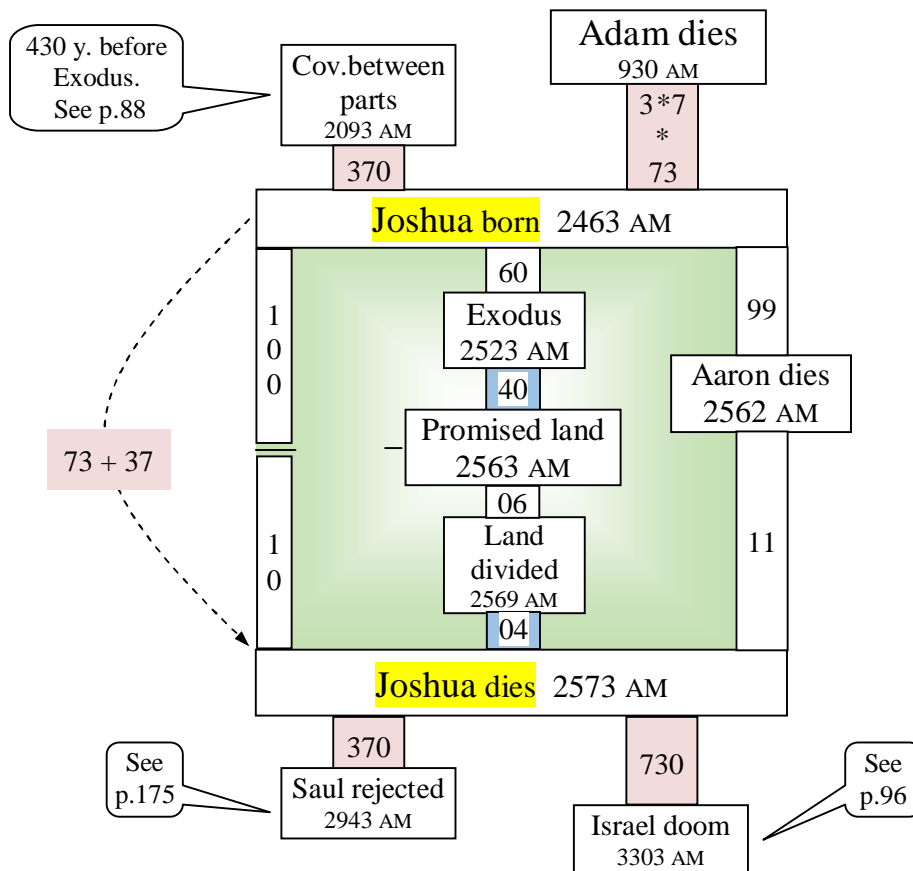 430 y. before
Exodus.
See p.88
Cov.between
parts
2093 AM
Adam dies
930 AM
370
3*7
*
73
Joshua born 2463 AM
1
0
0
60
99
Exodus
2523 AM
40
Aaron dies
2562 AM
Promised land
2563 AM
73 + 37
06
1
0
Land
divided
2569 AM
11
04
Joshua dies 2573 AM
370
730
See
p.175
Saul rejected
2943 AM
See
p.96
Israel doom
3303 AM